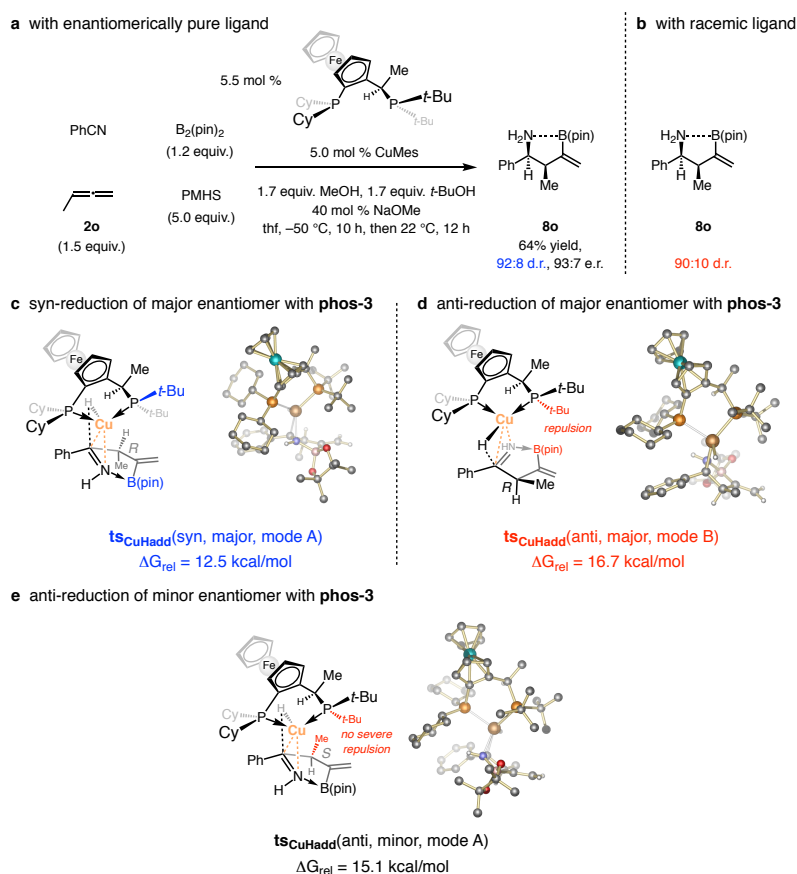 a with enantiomerically pure ligand
b with racemic ligand
5.5 mol %
Fe
Me
H
P
t-Bu
t-Bu
Cy
P
Cy
PhCN
B2(pin)2
(1.2 equiv.)
5.0 mol % CuMes
2o
(1.5 equiv.)
PMHS
(5.0 equiv.)
1.7 equiv. MeOH, 1.7 equiv. t-BuOH
40 mol % NaOMe
thf, –50 °C, 10 h, then 22 °C, 12 h
H2N B(pin)
Ph
H
Me
8o
64% yield,
92:8 d.r., 93:7 e.r.
H2N B(pin)
Ph
H
Me
8o
90:10 d.r.
c syn-reduction of major enantiomer with phos-3
Fe
Me
H
t-Bu
P
t-Bu
Cy
P
H
Cy
Cu
H
R
Ph
Me
N
H
B(pin)
tsCuHadd(syn, major, mode A)
ΔGrel = 12.5 kcal/mol
d anti-reduction of major enantiomer with phos-3
Fe
Me
H
t-Bu
P
t-Bu
repulsion
Cy
P
Cy
Cu
H
HN
B(pin)
Ph
R
Me
H
tsCuHadd(anti, major, mode B)
ΔGrel = 16.7 kcal/mol
e anti-reduction of minor enantiomer with phos-3
Fe
Me
H
t-Bu
P
t-Bu
no severe
repulsion
Cy
P
H
Cy
Cu
Me
S
Ph
H
N
H
B(pin)
tsCuHadd(anti, minor, mode A)
ΔGrel = 15.1 kcal/mol